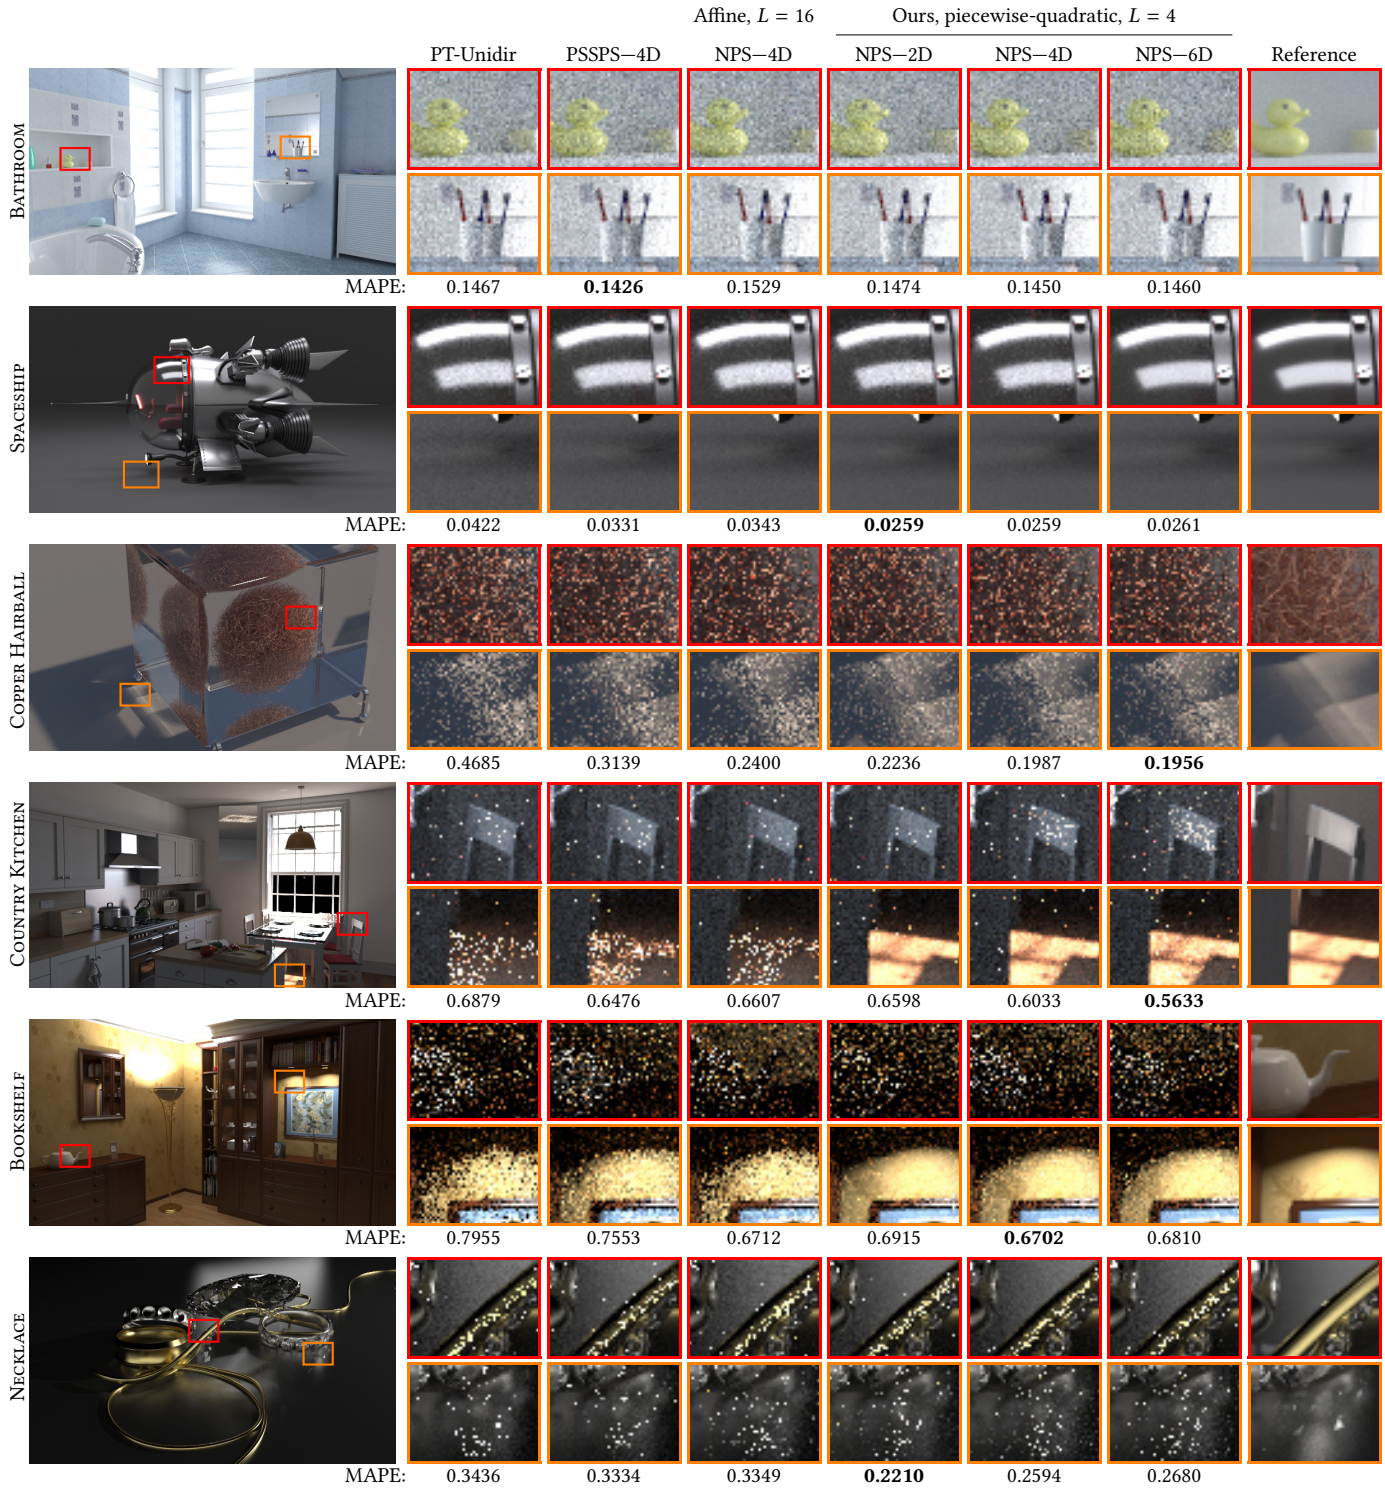 Affine, L = 16 Ours, piecewise-quadratic, L = 4
PT-Unidir PSSPS—4D NPS—4D NPS—2D NPS—4D NPS—6D Reference
BATHROOM
MAPE: 0.1467 0.1426 0.1529 0.1474 0.1450 0.1460
SPACESHIP
MAPE: 0.0422 0.0331 0.0343 0.0259 0.0259 0.0261
COPPER HAIRBALL
MAPE: 0.4685 0.3139 0.2400 0.2236 0.1987 0.1956
COUNTRY KITCHEN
MAPE: 0.6879 0.6476 0.6607 0.6598 0.6033 0.5633
BOOKSHELF
MAPE: 0.7955 0.7553 0.6712 0.6915 0.6702 0.6810
NECKLACE
MAPE: 0.3436 0.3334 0.3349 0.2210 0.2594 0.2680